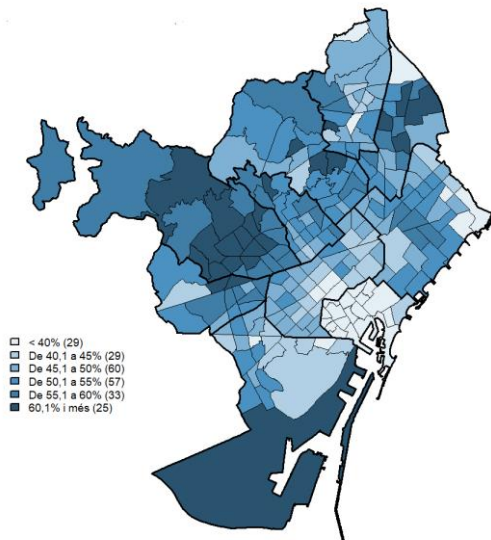 < 40% (29)
De 40,1 a 45% (29)
De 45,1 a 50% (60)
De 50,1 a 55% (57)
De 55,1 a 60% (33)
60,1% i més (25)